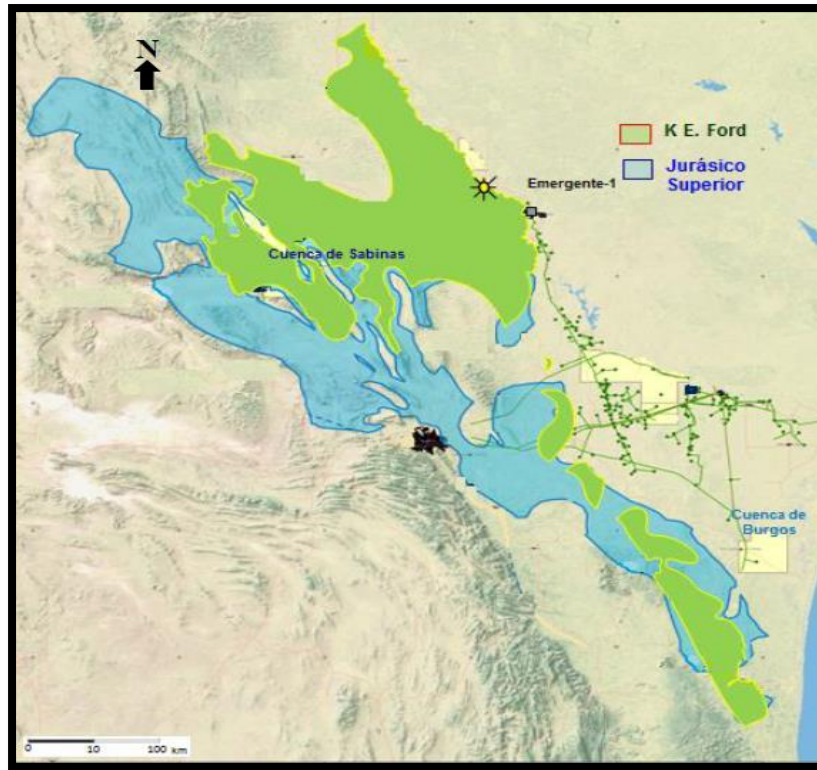 N
K E. Ford
Jurásico
Superior
Emergente-1
Cuenca de Sabinas
Cuenca de
Burgos
0 10 100 km